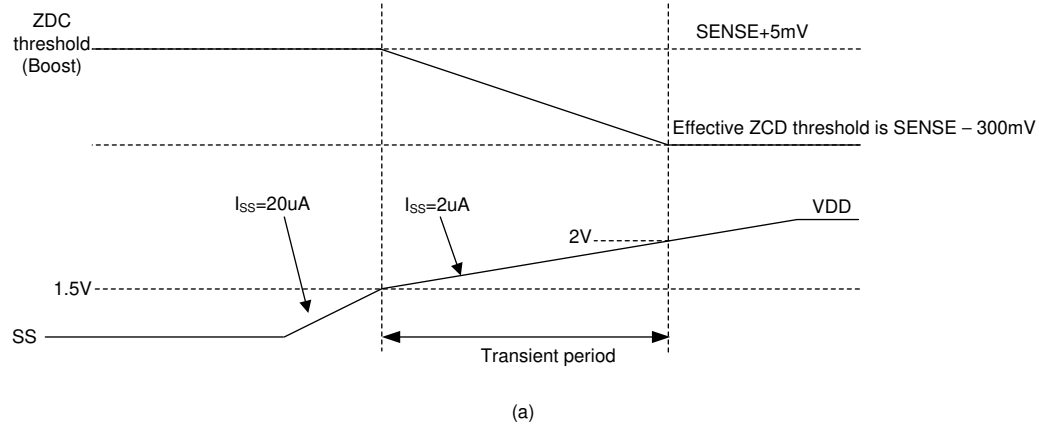 ZDC
threshold
(Boost)
SENSE+5mV
Effective ZCD threshold is SENSE – 300mV
ISS=20uA
ISS=2uA
VDD
2V
1.5V
SS
Transient period
(a)